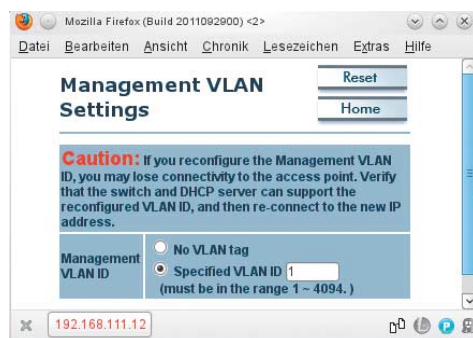 Mozilla Firefox (Build 2011092900) <2>
Datei Bearbeiten Ansicht Chronik Lesezeichen Extras Hilfe
Management VLAN
Settings
Reset
Home
Caution: If you reconfigure the Management VLAN
ID, you may lose connectivity to the access point. Verify
that the switch and DHCP server can support the
reconfigured VLAN ID, and then re-connect to the new IP
address.
Management
VLAN ID
No VLAN tag
Specified VLAN ID 1
(must be in the range 1 ~ 4094. )
192.168.111.12